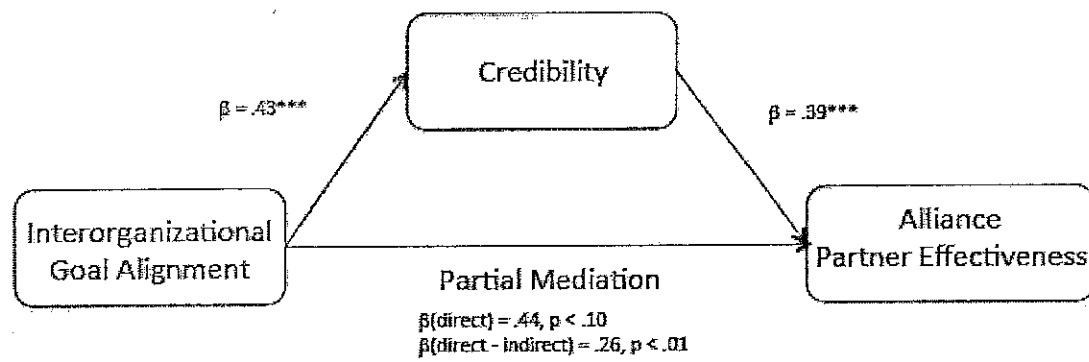 Credibility
β = .43***
β = .39***
Interorganizational
Goal Alignment
Alliance
Partner Effectiveness
Partial Mediation
β(direct) = .44, p < .10
β(direct - indirect) = .26, p < .01